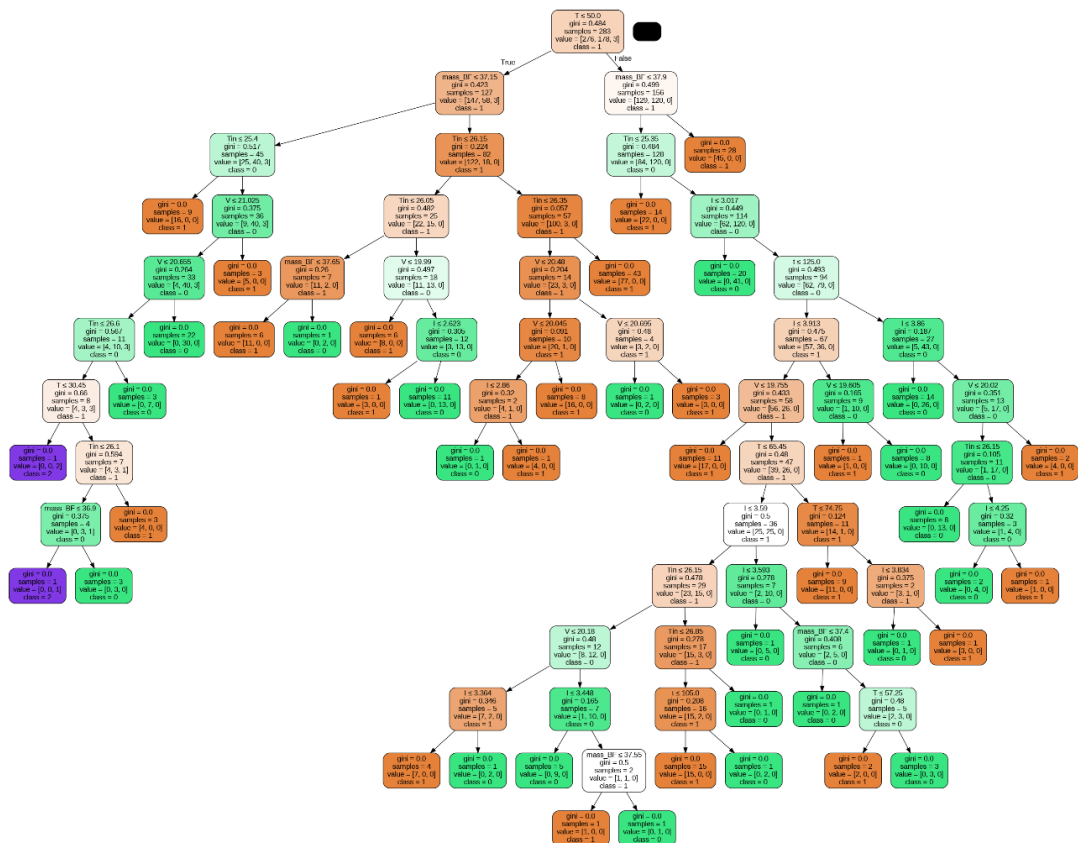 T ≤ 50.0
gini = 0.484
samples = 283
value = [276, 178, 3]
class = 1
True
False
mass_BF ≤ 37.15
gini = 0.423
samples = 127
value = [147, 58, 3]
class = 1
mass_BF ≤ 37.9
gini = 0.499
samples = 156
value = [129, 120, 0]
class = 1
Tin ≤ 25.4
gini = 0.517
samples = 45
value = [25, 40, 3]
class = 0
Tin ≤ 26.15
gini = 0.224
samples = 82
value = [122, 18, 0]
class = 1
Tin ≤ 25.35
gini = 0.484
samples = 128
value = [84, 120, 0]
class = 0
gini = 0.0
samples = 28
value = [45, 0, 0]
class = 1
gini = 0.0
samples = 9
value = [16, 0, 0]
class = 1
V ≤ 21.025
gini = 0.375
samples = 36
value = [9, 40, 3]
class = 0
Tin ≤ 26.05
gini = 0.482
samples = 25
value = [22, 15, 0]
class = 1
Tin ≤ 26.35
gini = 0.057
samples = 57
value = [100, 3, 0]
class = 1
gini = 0.0
samples = 14
value = [22, 0, 0]
class = 1
I ≤ 3.017
gini = 0.449
samples = 114
value = [62, 120, 0]
class = 0
V ≤ 20.655
gini = 0.264
samples = 33
value = [4, 40, 3]
class = 0
gini = 0.0
samples = 3
value = [5, 0, 0]
class = 1
mass_BF ≤ 37.65
gini = 0.26
samples = 7
value = [11, 2, 0]
class = 1
V ≤ 19.99
gini = 0.497
samples = 18
value = [11, 13, 0]
class = 0
V ≤ 20.48
gini = 0.204
samples = 14
value = [23, 3, 0]
class = 1
gini = 0.0
samples = 43
value = [77, 0, 0]
class = 1
gini = 0.0
samples = 20
value = [0, 41, 0]
class = 0
t ≤ 125.0
gini = 0.493
samples = 94
value = [62, 79, 0]
class = 0
Tin ≤ 26.6
gini = 0.567
samples = 11
value = [4, 10, 3]
class = 0
gini = 0.0
samples = 22
value = [0, 30, 0]
class = 0
gini = 0.0
samples = 6
value = [11, 0, 0]
class = 1
gini = 0.0
samples = 1
value = [0, 2, 0]
class = 0
gini = 0.0
samples = 6
value = [8, 0, 0]
class = 1
I ≤ 2.623
gini = 0.305
samples = 12
value = [3, 13, 0]
class = 0
V ≤ 20.045
gini = 0.091
samples = 10
value = [20, 1, 0]
class = 1
V ≤ 20.695
gini = 0.48
samples = 4
value = [3, 2, 0]
class = 1
I ≤ 3.913
gini = 0.475
samples = 67
value = [57, 36, 0]
class = 1
I ≤ 3.86
gini = 0.187
samples = 27
value = [5, 43, 0]
class = 0
T ≤ 30.45
gini = 0.66
samples = 8
value = [4, 3, 3]
class = 1
gini = 0.0
samples = 3
value = [0, 7, 0]
class = 0
gini = 0.0
samples = 1
value = [3, 0, 0]
class = 1
gini = 0.0
samples = 11
value = [0, 13, 0]
class = 0
I ≤ 2.86
gini = 0.32
samples = 2
value = [4, 1, 0]
class = 1
gini = 0.0
samples = 8
value = [16, 0, 0]
class = 1
gini = 0.0
samples = 1
value = [0, 2, 0]
class = 0
gini = 0.0
samples = 3
value = [3, 0, 0]
class = 1
V ≤ 19.755
gini = 0.433
samples = 58
value = [56, 26, 0]
class = 1
V ≤ 19.605
gini = 0.165
samples = 9
value = [1, 10, 0]
class = 0
gini = 0.0
samples = 14
value = [0, 26, 0]
class = 0
V ≤ 20.02
gini = 0.351
samples = 13
value = [5, 17, 0]
class = 0
gini = 0.0
samples = 1
value = [0, 0, 2]
class = 2
Tin ≤ 26.1
gini = 0.594
samples = 7
value = [4, 3, 1]
class = 1
gini = 0.0
samples = 1
value = [0, 1, 0]
class = 0
gini = 0.0
samples = 1
value = [4, 0, 0]
class = 1
gini = 0.0
samples = 11
value = [17, 0, 0]
class = 1
T ≤ 65.45
gini = 0.48
samples = 47
value = [39, 26, 0]
class = 1
gini = 0.0
samples = 1
value = [1, 0, 0]
class = 1
gini = 0.0
samples = 8
value = [0, 10, 0]
class = 0
Tin ≤ 26.15
gini = 0.105
samples = 11
value = [1, 17, 0]
class = 0
gini = 0.0
samples = 2
value = [4, 0, 0]
class = 1
mass_BF ≤ 36.9
gini = 0.375
samples = 4
value = [0, 3, 1]
class = 0
gini = 0.0
samples = 3
value = [4, 0, 0]
class = 1
I ≤ 3.59
gini = 0.5
samples = 36
value = [25, 25, 0]
class = 1
T ≤ 74.75
gini = 0.124
samples = 11
value = [14, 1, 0]
class = 1
gini = 0.0
samples = 8
value = [0, 13, 0]
class = 0
I ≤ 4.25
gini = 0.32
samples = 3
value = [1, 4, 0]
class = 0
gini = 0.0
samples = 1
value = [0, 0, 1]
class = 2
gini = 0.0
samples = 3
value = [0, 3, 0]
class = 0
Tin ≤ 26.15
gini = 0.478
samples = 29
value = [23, 15, 0]
class = 1
I ≤ 3.593
gini = 0.278
samples = 7
value = [2, 10, 0]
class = 0
gini = 0.0
samples = 9
value = [11, 0, 0]
class = 1
I ≤ 3.834
gini = 0.375
samples = 2
value = [3, 1, 0]
class = 1
gini = 0.0
samples = 2
value = [0, 4, 0]
class = 0
gini = 0.0
samples = 1
value = [1, 0, 0]
class = 1
V ≤ 20.18
gini = 0.48
samples = 12
value = [8, 12, 0]
class = 0
Tin ≤ 26.85
gini = 0.278
samples = 17
value = [15, 3, 0]
class = 1
gini = 0.0
samples = 1
value = [0, 5, 0]
class = 0
mass_BF ≤ 37.4
gini = 0.408
samples = 6
value = [2, 5, 0]
class = 0
gini = 0.0
samples = 1
value = [0, 1, 0]
class = 0
gini = 0.0
samples = 1
value = [3, 0, 0]
class = 1
I ≤ 3.364
gini = 0.346
samples = 5
value = [7, 2, 0]
class = 1
I ≤ 3.448
gini = 0.165
samples = 7
value = [1, 10, 0]
class = 0
t ≤ 105.0
gini = 0.208
samples = 16
value = [15, 2, 0]
class = 1
gini = 0.0
samples = 1
value = [0, 1, 0]
class = 0
gini = 0.0
samples = 1
value = [0, 2, 0]
class = 0
T ≤ 57.25
gini = 0.48
samples = 5
value = [2, 3, 0]
class = 0
gini = 0.0
samples = 4
value = [7, 0, 0]
class = 1
gini = 0.0
samples = 1
value = [0, 2, 0]
class = 0
gini = 0.0
samples = 5
value = [0, 9, 0]
class = 0
mass_BF ≤ 37.55
gini = 0.5
samples = 2
value = [1, 1, 0]
class = 1
gini = 0.0
samples = 15
value = [15, 0, 0]
class = 1
gini = 0.0
samples = 1
value = [0, 2, 0]
class = 0
gini = 0.0
samples = 2
value = [2, 0, 0]
class = 1
gini = 0.0
samples = 3
value = [0, 3, 0]
class = 0
gini = 0.0
samples = 1
value = [1, 0, 0]
class = 1
gini = 0.0
samples = 1
value = [0, 1, 0]
class = 0